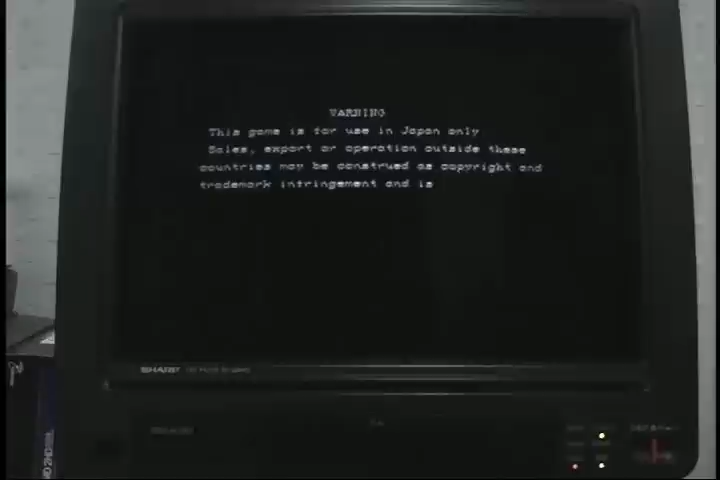 WARNING
This game is for use in Japan only
Sales, export or operation outside these
countries may be construed as copyright and
trademark infringement and is
SHARP